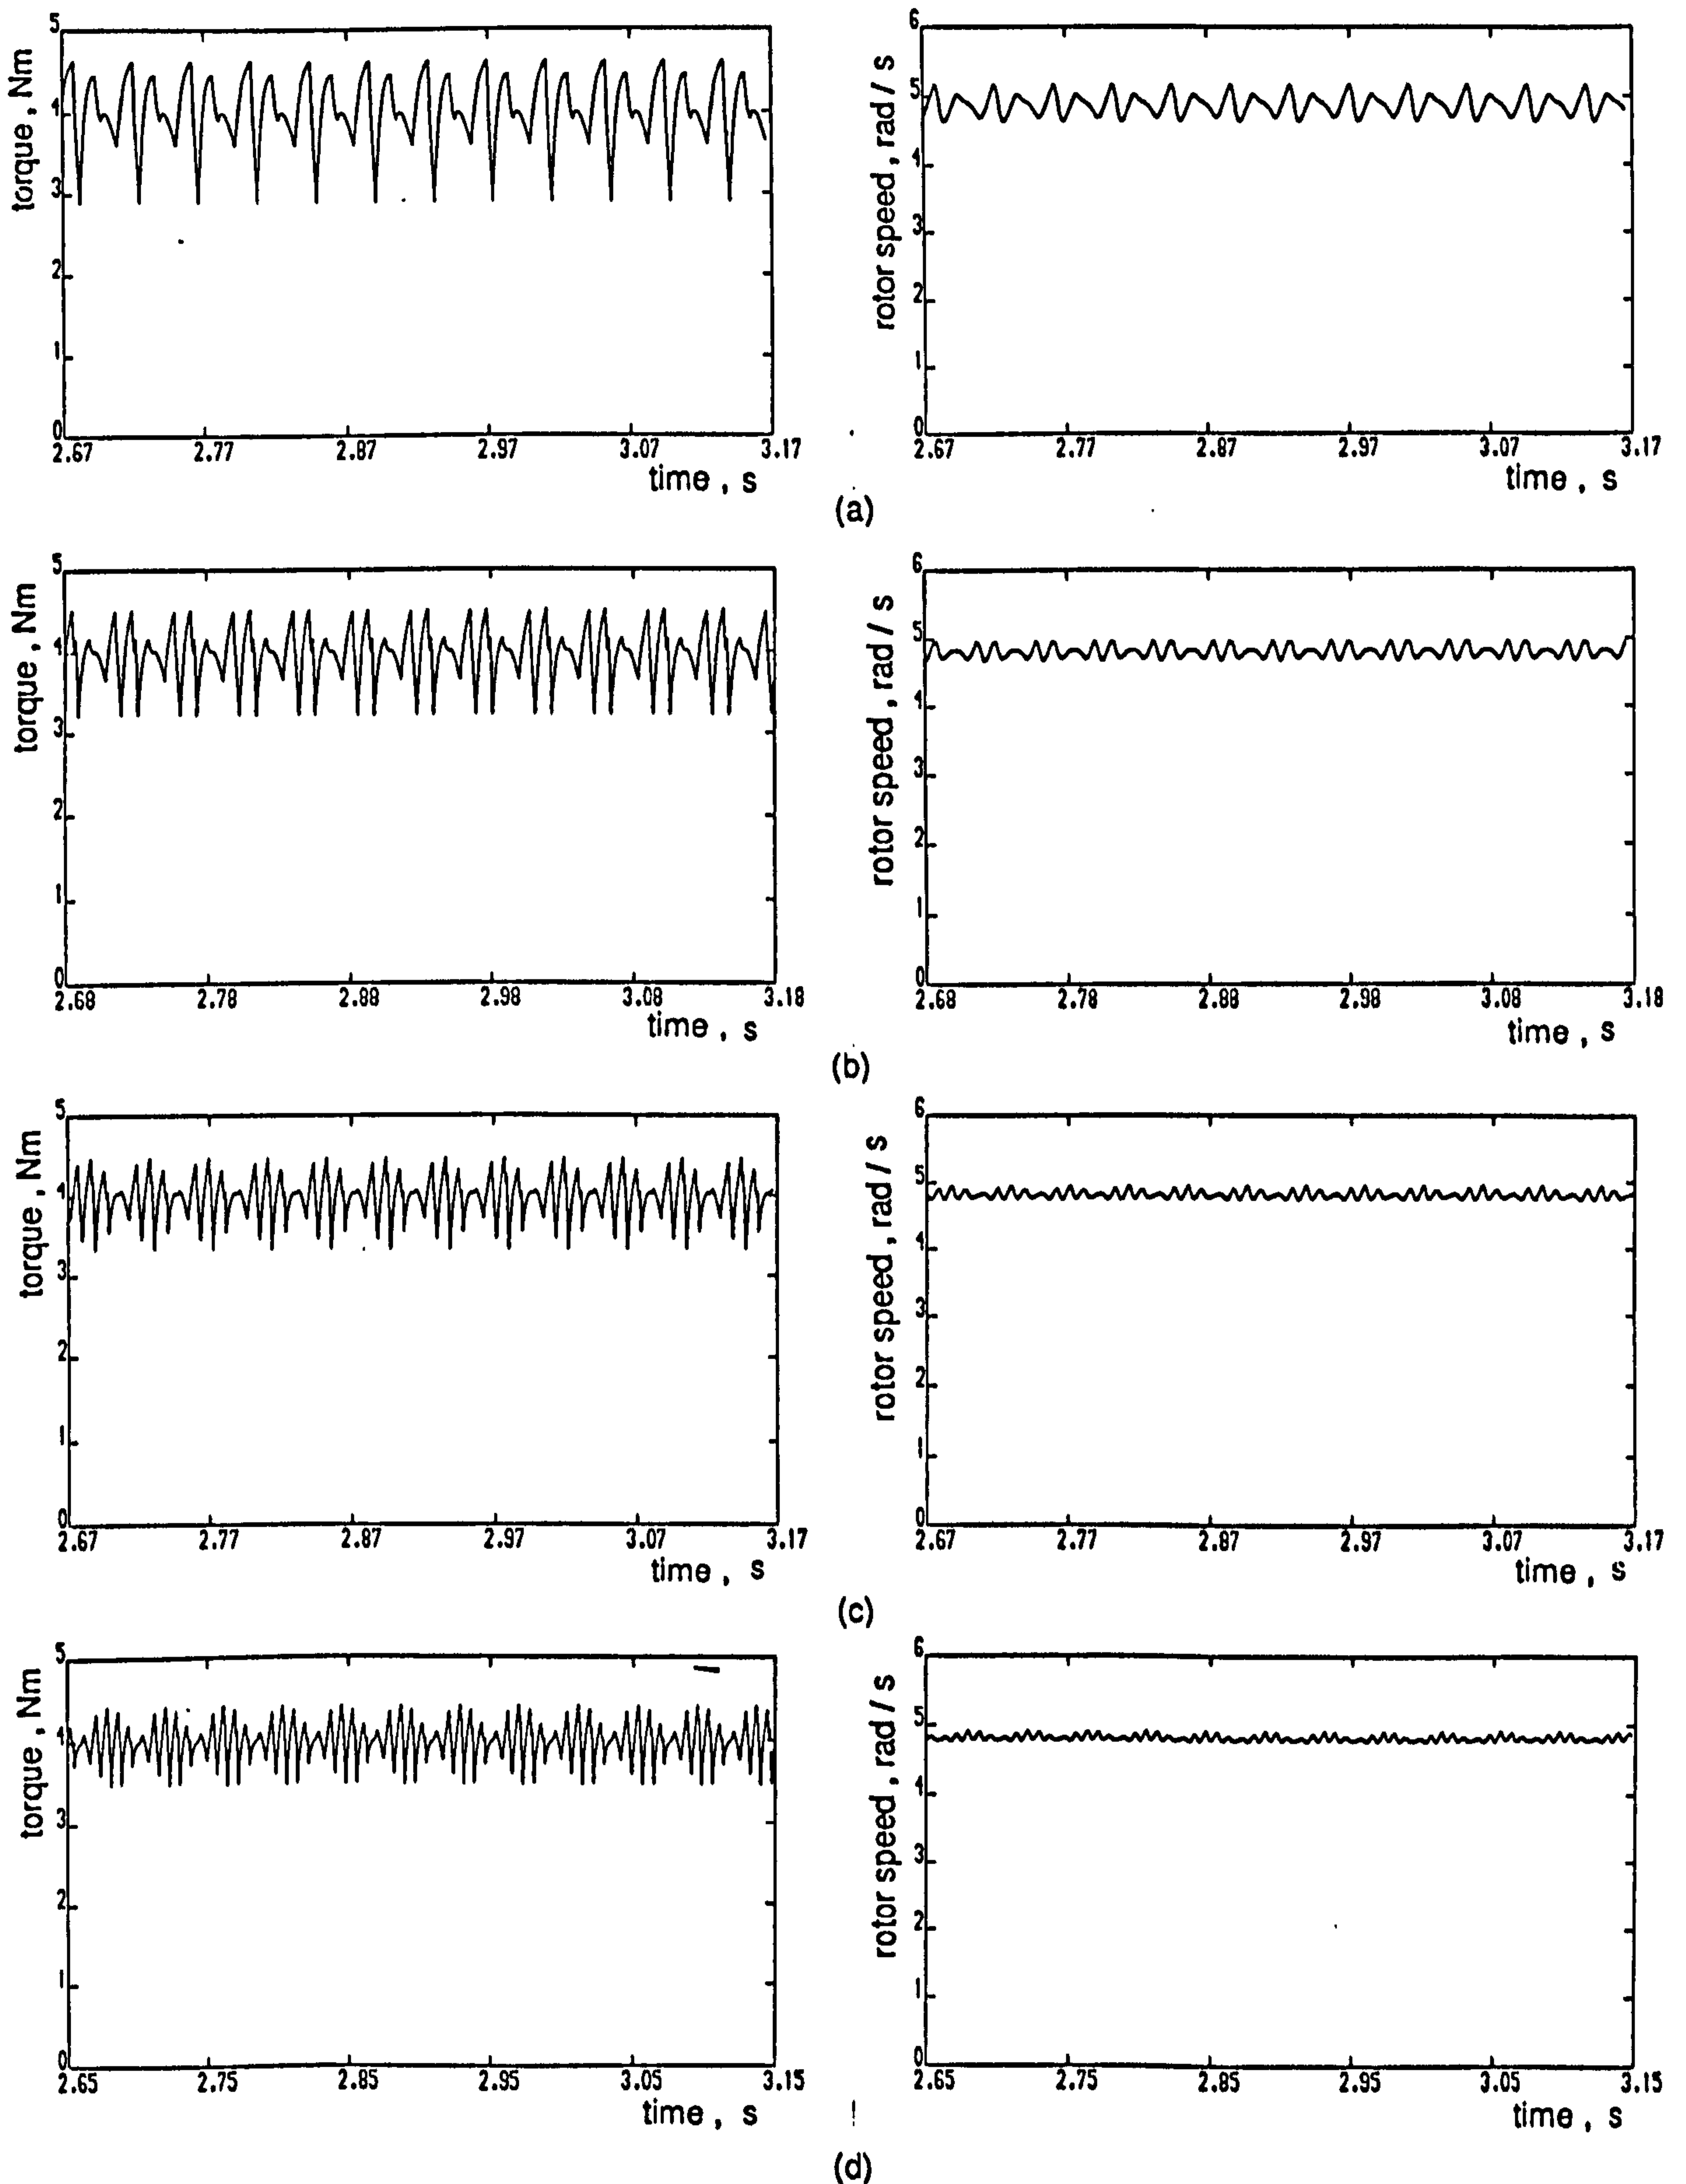 5
4
3
2
1
0
torque , Nm
2.67 2.77 2.87 2.97 3.07 3.17
time , s
6
5
4
3
2
1
0
rotor speed , rad / s
2.67 2.77 2.87 2.97 3.07 3.17
time , s
(a)
5
4
3
2
1
0
torque , Nm
2.68 2.78 2.88 2.98 3.08 3.18
time , s
6
5
4
3
2
1
0
rotor speed , rad / s
2.68 2.78 2.88 2.98 3.08 3.18
time , s
(b)
5
4
3
2
1
0
torque , Nm
2.67 2.77 2.87 2.97 3.07 3.17
time , s
6
5
4
3
2
1
0
rotor speed , rad / s
2.67 2.77 2.87 2.97 3.07 3.17
time , s
(c)
5
4
3
2
1
0
torque , Nm
2.65 2.75 2.85 2.95 3.05 3.15
time , s
6
5
4
3
2
1
0
rotor speed , rad / s
2.65 2.75 2.85 2.95 3.05 3.15
time , s
(d)